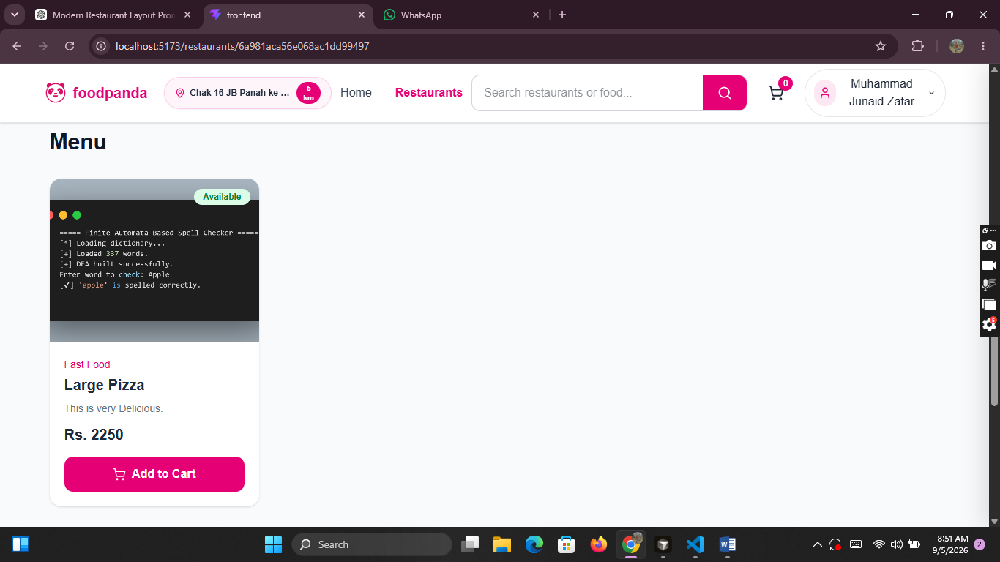 Modern Restaurant Layout Pron
frontend
WhatsApp
localhost:5173/restaurants/6a981aca56e068ac1dd99497
foodpanda
Chak 16 JB Panah ke ...
5
km
Home
Restaurants
Search restaurants or food...
0
Muhammad
Junaid Zafar
Menu
Available
===== Finite Automata Based Spell Checker =====
[*] Loading dictionary...
[+] Loaded 337 words.
[+] DFA built successfully.
Enter word to check: Apple
[✓] 'apple' is spelled correctly.
Fast Food
Large Pizza
This is very Delicious.
Rs. 2250
Add to Cart
5
Search
8:51 AM
9/5/2026
2